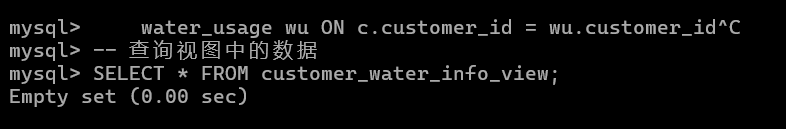 mysql>     water_usage wu ON c.customer_id = wu.customer_id^C
mysql> -- 查询视图中的数据
mysql> SELECT * FROM customer_water_info_view;
Empty set (0.00 sec)